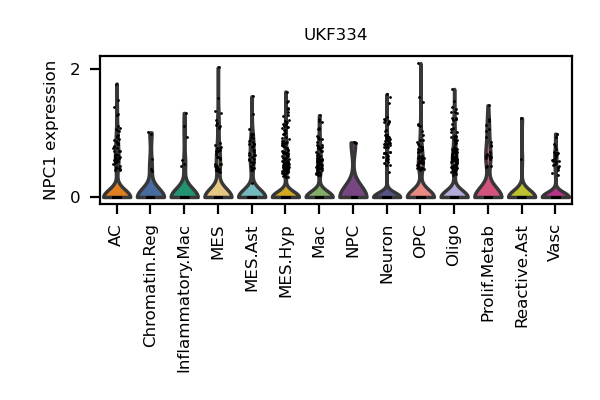 UKF334
NPC1 expression
2
0
AC
Chromatin.Reg
Inflammatory.Mac
MES
MES.Ast
MES.Hyp
Mac
NPC
Neuron
OPC
Oligo
Prolif.Metab
Reactive.Ast
Vasc